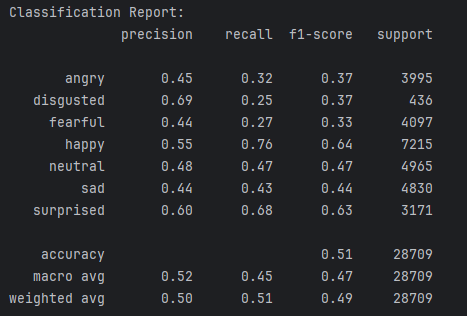 Classification Report:
precision recall f1-score support
angry 0.45 0.32 0.37 3995
disgusted 0.69 0.25 0.37 436
fearful 0.44 0.27 0.33 4097
happy 0.55 0.76 0.64 7215
neutral 0.48 0.47 0.47 4965
sad 0.44 0.43 0.44 4830
surprised 0.60 0.68 0.63 3171
accuracy 0.51 28709
macro avg 0.52 0.45 0.47 28709
weighted avg 0.50 0.51 0.49 28709